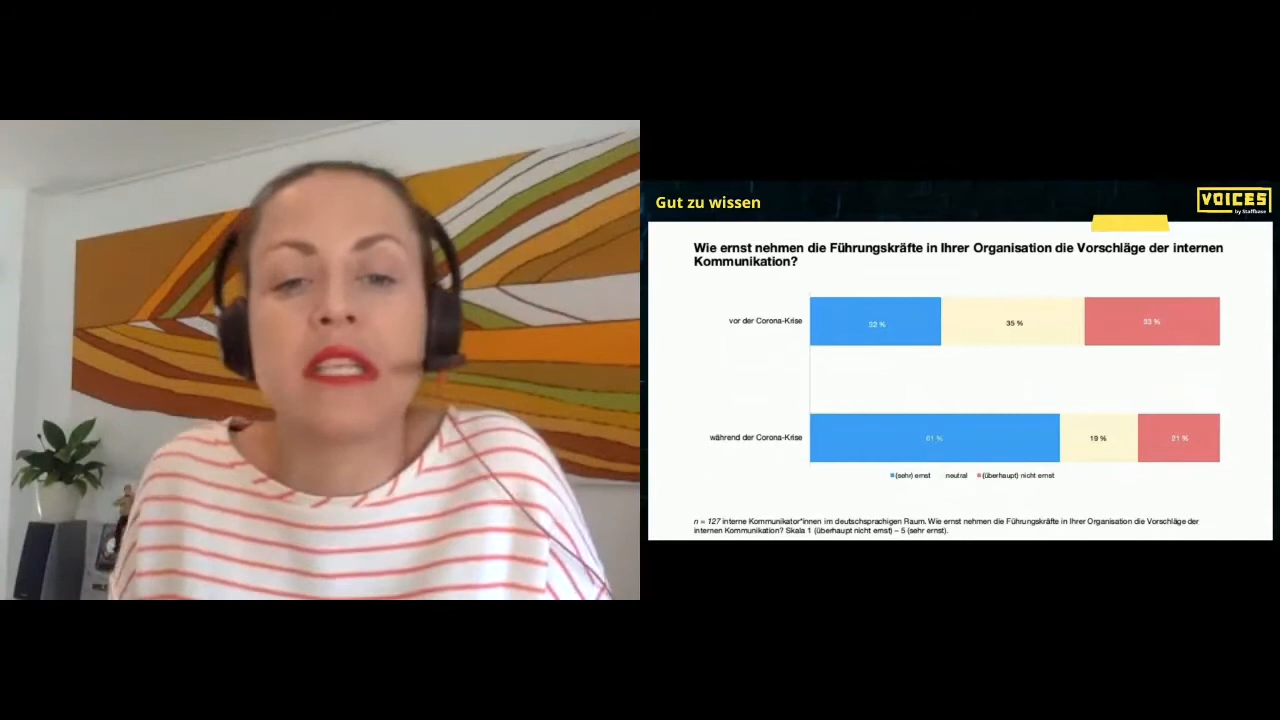 Gut zu wissen
VOICES
by Staffbase
Wie ernst nehmen die Führungskräfte in Ihrer Organisation die Vorschläge der internen
Kommunikation?
vor der Corona-Krise
32 %
35 %
33 %
während der Corona-Krise
61 %
19 %
21 %
(sehr) ernst
neutral
(überhaupt) nicht ernst
n = 127 interne Kommunikator*innen im deutschsprachigen Raum. Wie ernst nehmen die Führungskräfte in Ihrer Organisation die Vorschläge der
internen Kommunikation? Skala 1 (überhaupt nicht ernst) – 5 (sehr ernst).